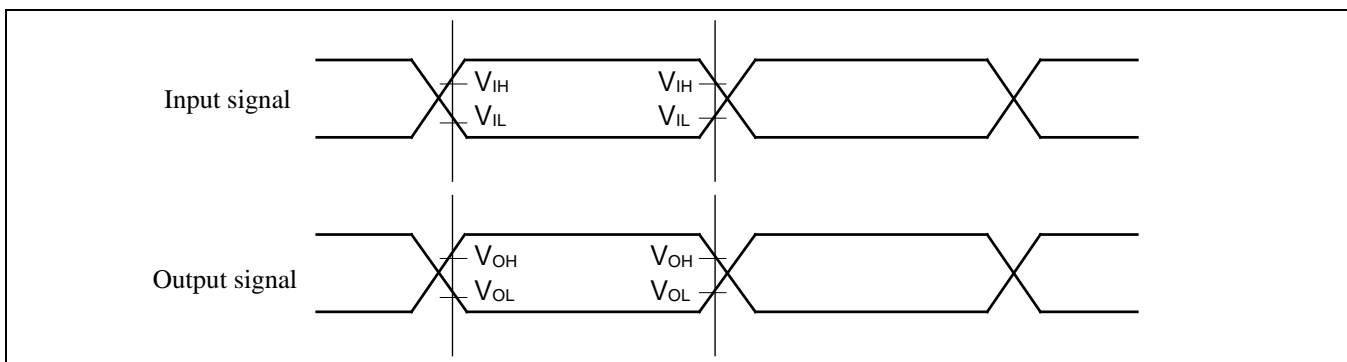 Input signal
VIH
VIH
VIL
VIL
Output signal
VOH
VOH
VOL
VOL